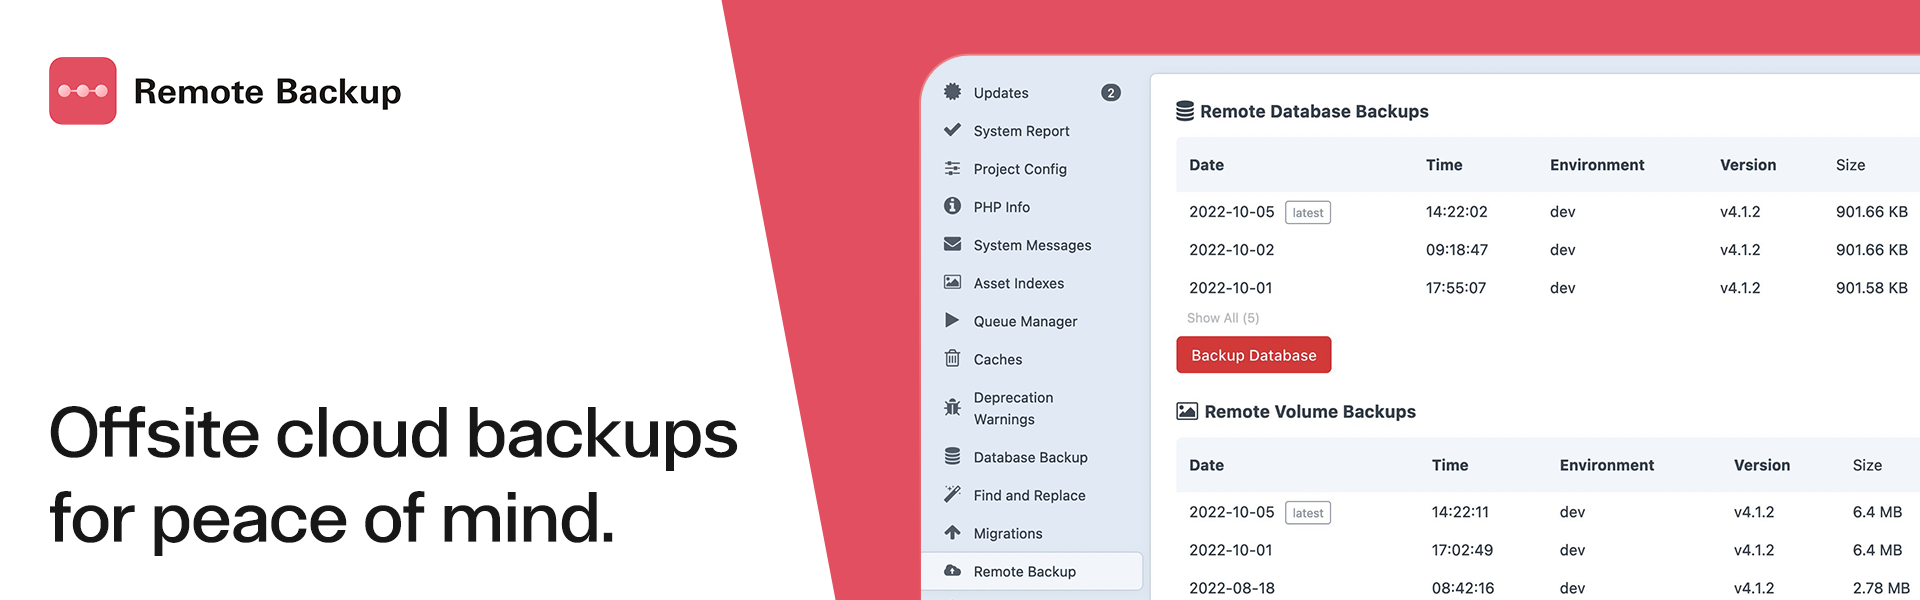 Remote Backup
Offsite cloud backups
for peace of mind.
Updates 2
System Report
Project Config
PHP Info
System Messages
Asset Indexes
Queue Manager
Caches
Deprecation
Warnings
Database Backup
Find and Replace
Migrations
Remote Backup
Remote Database Backups
Date Time Environment Version Size
2022-10-05 latest 14:22:02 dev v4.1.2 901.66 KB
2022-10-02 09:18:47 dev v4.1.2 901.66 KB
2022-10-01 17:55:07 dev v4.1.2 901.58 KB
Show All (5)
Backup Database
Remote Volume Backups
Date Time Environment Version Size
2022-10-05 latest 14:22:11 dev v4.1.2 6.4 MB
2022-10-01 17:02:49 dev v4.1.2 6.4 MB
2022-08-18 08:42:16 dev v4.1.2 2.78 MB